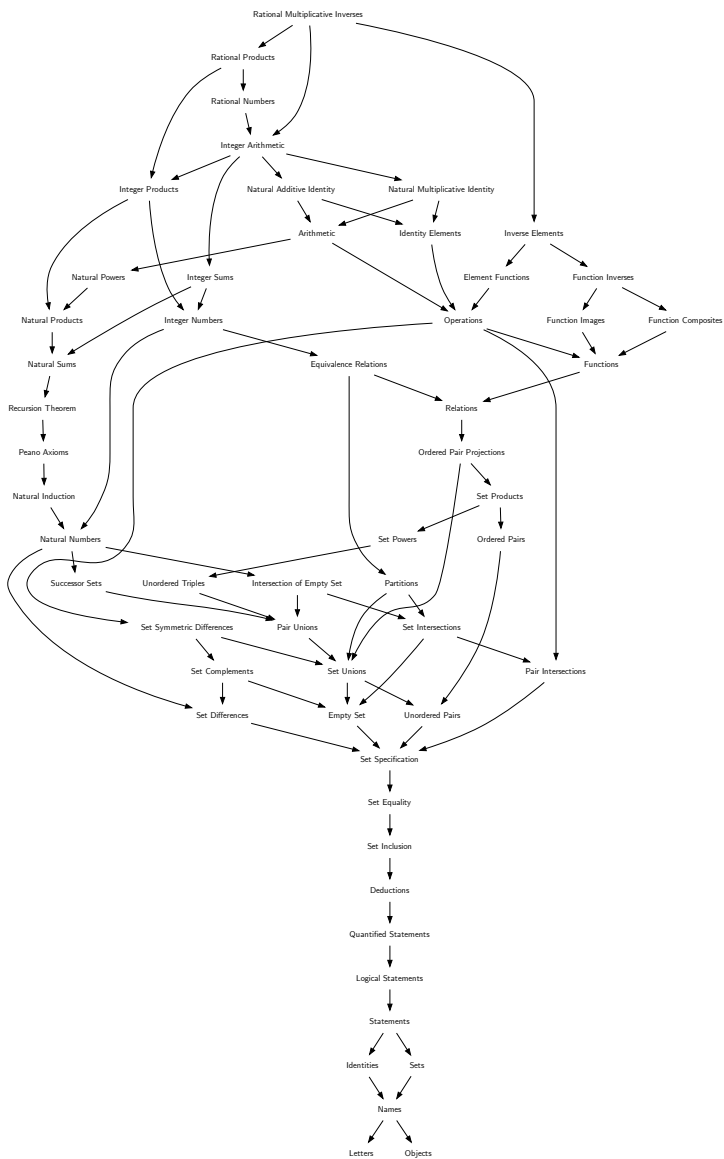 Rational Multiplicative Inverses
Rational Products
Rational Numbers
Integer Arithmetic
Integer Products
Natural Additive Identity
Natural Multiplicative Identity
Arithmetic
Identity Elements
Inverse Elements
Natural Powers
Integer Sums
Element Functions
Function Inverses
Natural Products
Integer Numbers
Operations
Function Images
Function Composites
Natural Sums
Equivalence Relations
Functions
Recursion Theorem
Relations
Peano Axioms
Ordered Pair Projections
Natural Induction
Set Products
Natural Numbers
Set Powers
Ordered Pairs
Successor Sets
Unordered Triples
Intersection of Empty Set
Partitions
Set Symmetric Differences
Pair Unions
Set Intersections
Set Complements
Set Unions
Pair Intersections
Set Differences
Empty Set
Unordered Pairs
Set Specification
Set Equality
Set Inclusion
Deductions
Quantified Statements
Logical Statements
Statements
Identities
Sets
Names
Letters
Objects